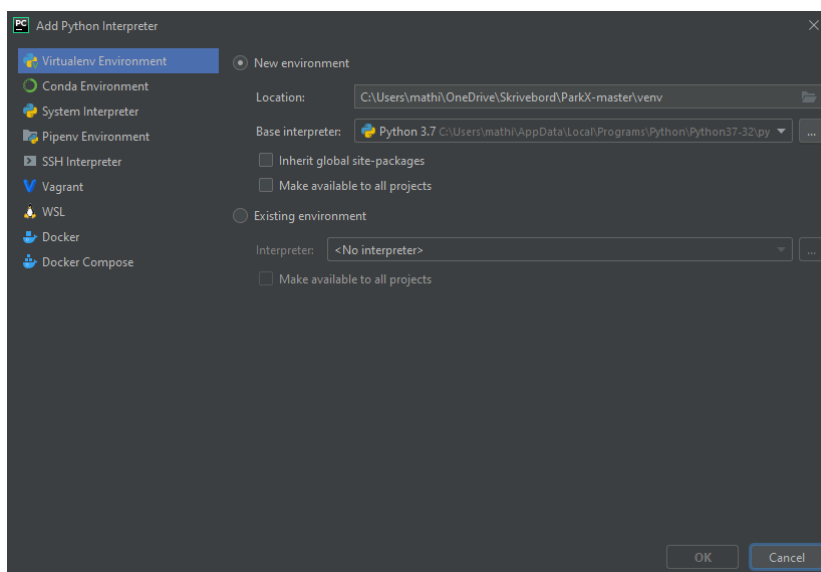 PC Add Python Interpreter
Virtualenv Environment
Conda Environment
System Interpreter
Pipenv Environment
SSH Interpreter
Vagrant
WSL
Docker
Docker Compose
New environment
Location: C:\Users\mathi\OneDrive\Skrivebord\ParkX-master\venv
Base interpreter: Python 3.7 C:\Users\mathi\AppData\Local\Programs\Python\Python37-32\py ...
Inherit global site-packages
Make available to all projects
Existing environment
Interpreter: <No interpreter> ...
Make available to all projects
OK Cancel